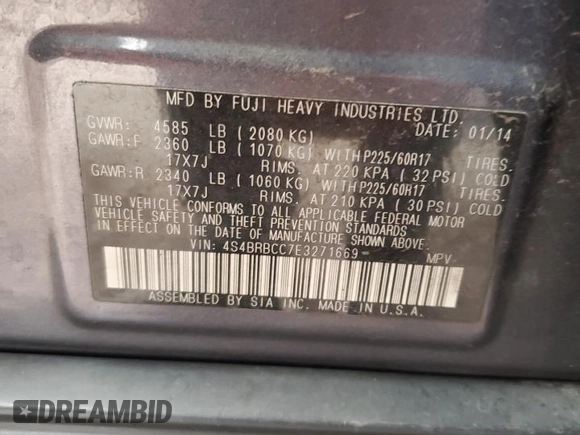 MFD BY FUJI HEAVY INDUSTRIES LTD.
DATE: 01/14
GVWR: 4585 LB (2080 KG)
GAWR:F 2360 LB (1070 KG) WITH P225/60R17 TIRES,
17X7J RIMS, AT 220 KPA (32 PSI) COLD
GAWR:R 2340 LB (1060 KG) WITH P225/60R17 TIRES,
17X7J RIMS, AT 210 KPA (30 PSI) COLD
THIS VEHICLE CONFORMS TO ALL APPLICABLE FEDERAL MOTOR
VEHICLE SAFETY AND THEFT PREVENTION STANDARDS
IN EFFECT ON THE DATE OF MANUFACTURE SHOWN ABOVE.
VIN: 4S4BRBCC7E3271669 MPV
ASSEMBLED BY SIA INC. MADE IN U.S.A.
DREAMBID